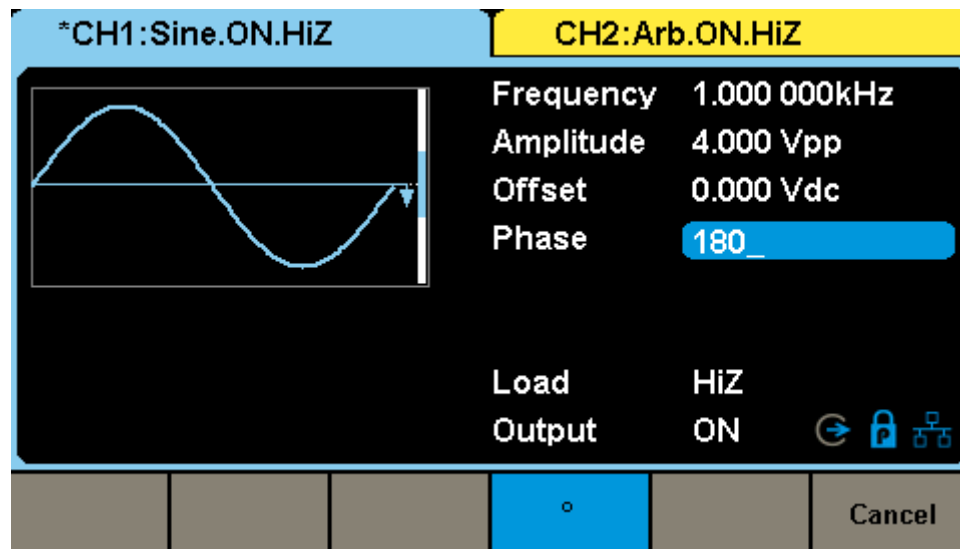 *CH1:Sine.ON.HiZ
CH2:Arb.ON.HiZ
Frequency 1.000 000kHz
Amplitude 4.000 Vpp
Offset 0.000 Vdc
Phase 180_
Load HiZ
Output ON P
°
Cancel